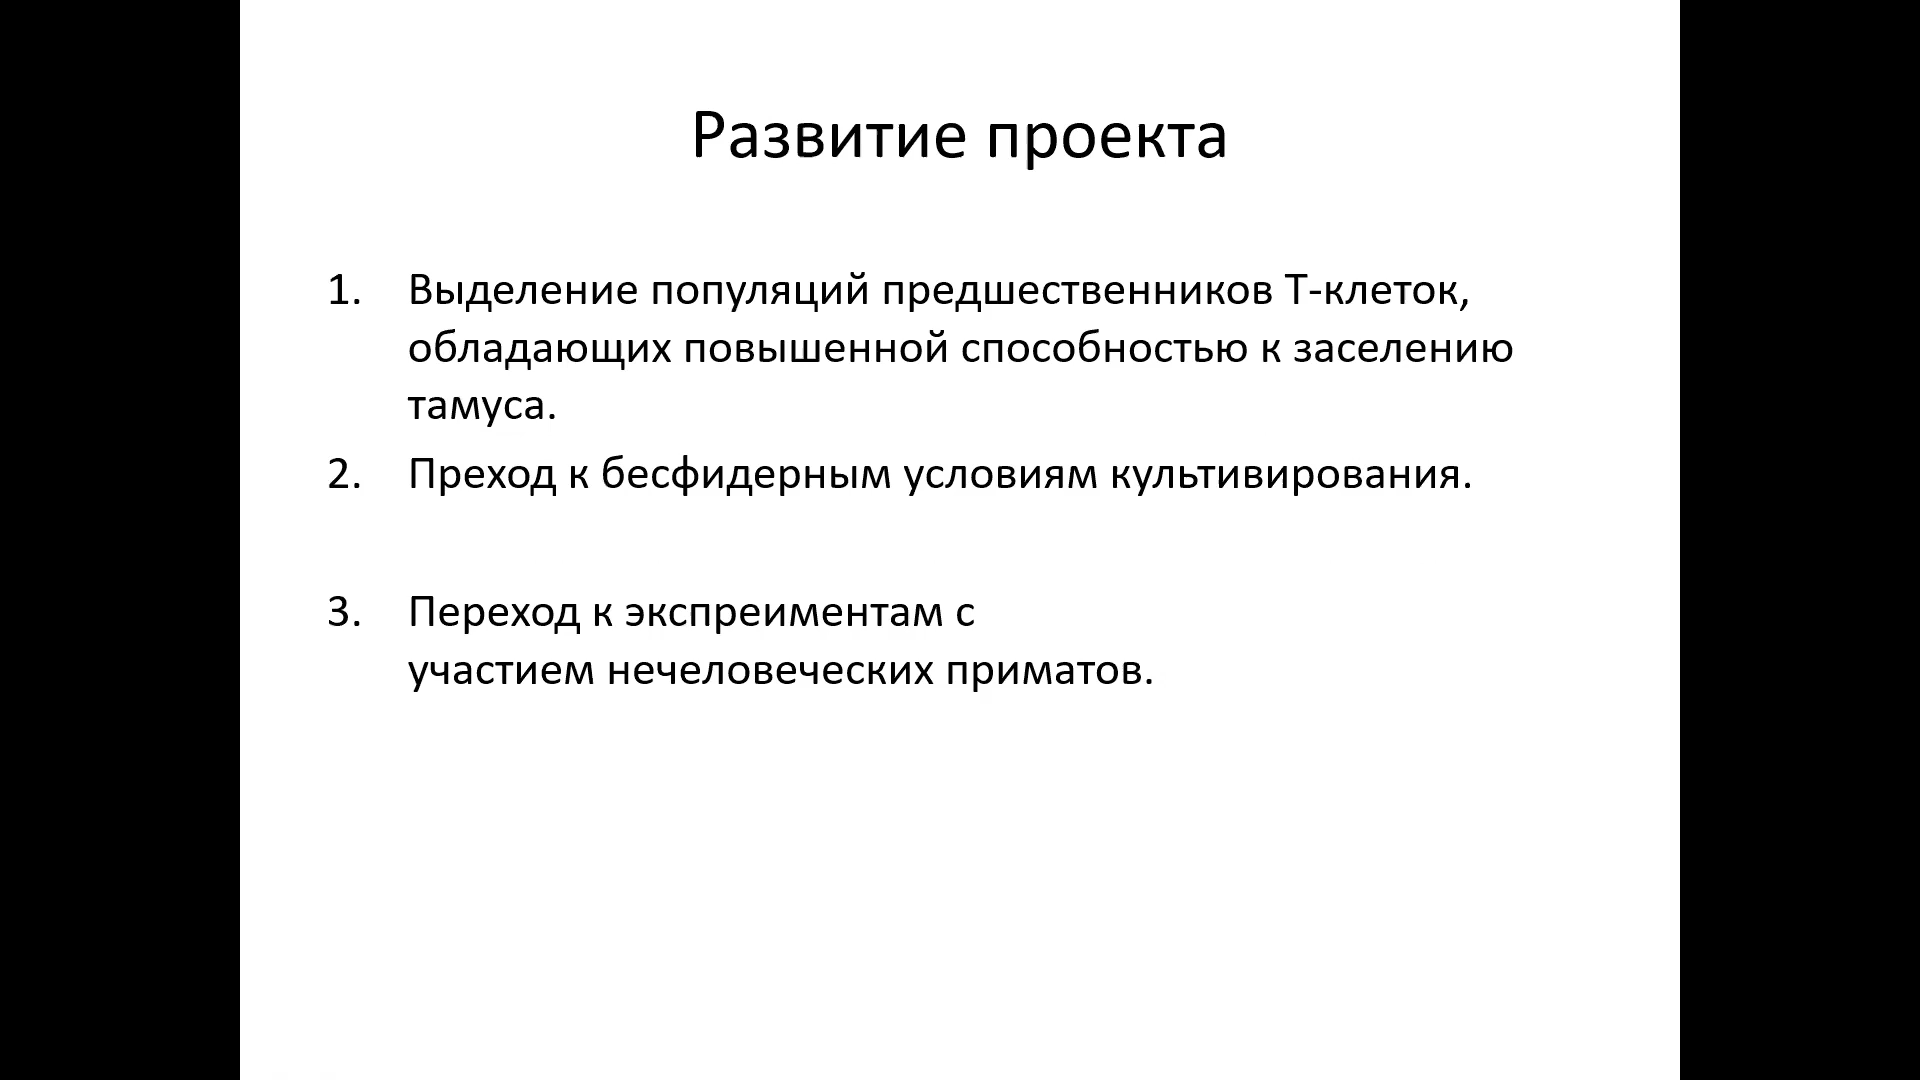 Развитие проекта
1. Выделение популяций предшественников Т-клеток,
обладающих повышенной способностью к заселению
тамуса.
2. Преход к бесфидерным условиям культивирования.
3. Переход к экспреиментам с
участием нечеловеческих приматов.